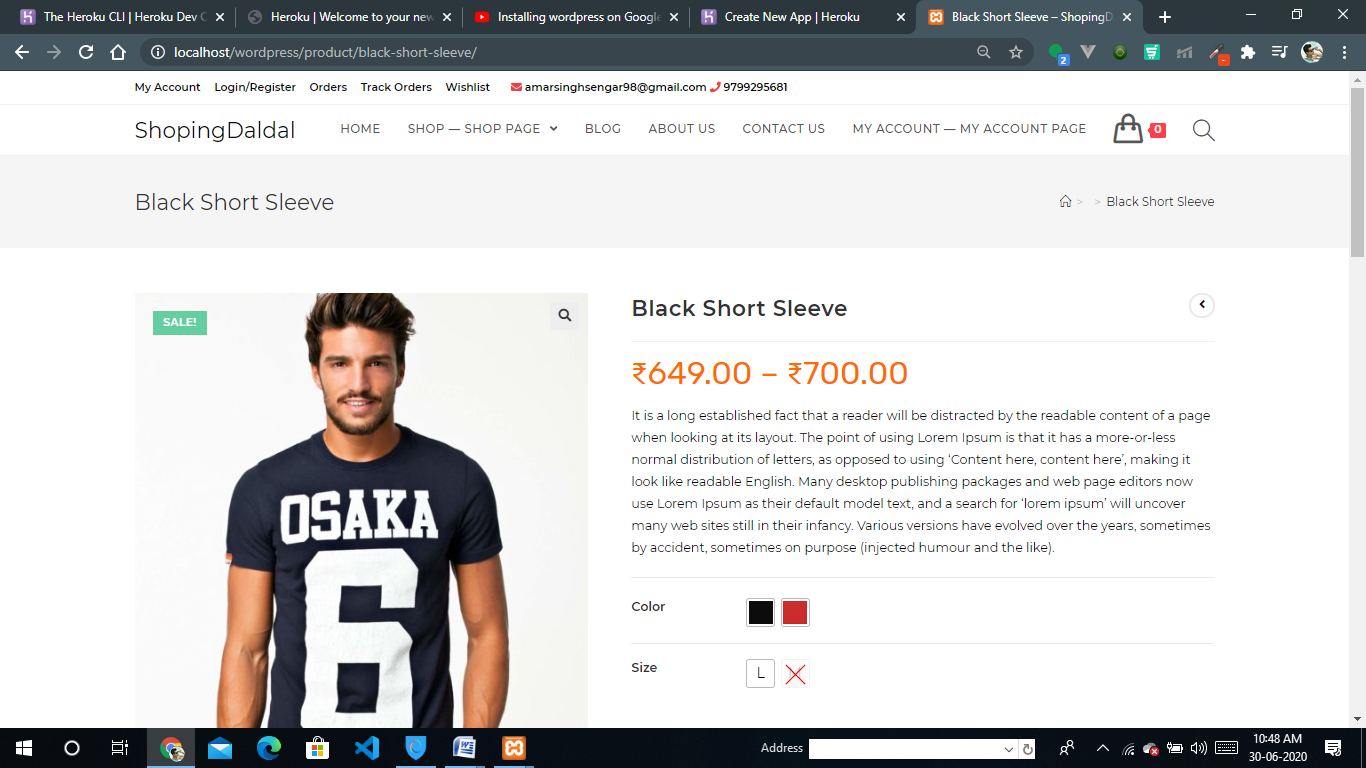 The Heroku CLI | Heroku Dev C
Heroku | Welcome to your new
Installing wordpress on Google
Create New App | Heroku
Black Short Sleeve – ShopingD
localhost/wordpress/product/black-short-sleeve/
2
-
My Account Login/Register Orders Track Orders Wishlist amarsinghsengar98@gmail.com 9799295681
ShopingDaldal HOME SHOP — SHOP PAGE BLOG ABOUT US CONTACT US MY ACCOUNT — MY ACCOUNT PAGE 0
Black Short Sleeve
> > Black Short Sleeve
SALE!
OSAKA
6
Black Short Sleeve
₹649.00 – ₹700.00
It is a long established fact that a reader will be distracted by the readable content of a page
when looking at its layout. The point of using Lorem Ipsum is that it has a more-or-less
normal distribution of letters, as opposed to using ‘Content here, content here’, making it
look like readable English. Many desktop publishing packages and web page editors now
use Lorem Ipsum as their default model text, and a search for ‘lorem ipsum’ will uncover
many web sites still in their infancy. Various versions have evolved over the years, sometimes
by accident, sometimes on purpose (injected humour and the like).
Color
Size L
Address
10:48 AM
30-06-2020